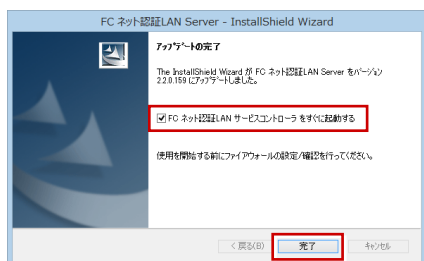 FC ネット認証LAN Server - InstallShield Wizard
アップデートの完了
The InstallShield Wizard が FC ネット認証LAN Server をバージョン
2.2.0.159 にアップデートしました。
FC ネット認証LAN サービスコントローラ をすぐに起動する
使用を開始する前にファイアウォールの設定/確認を行ってください。
< 戻る(B)
完了
キャンセル